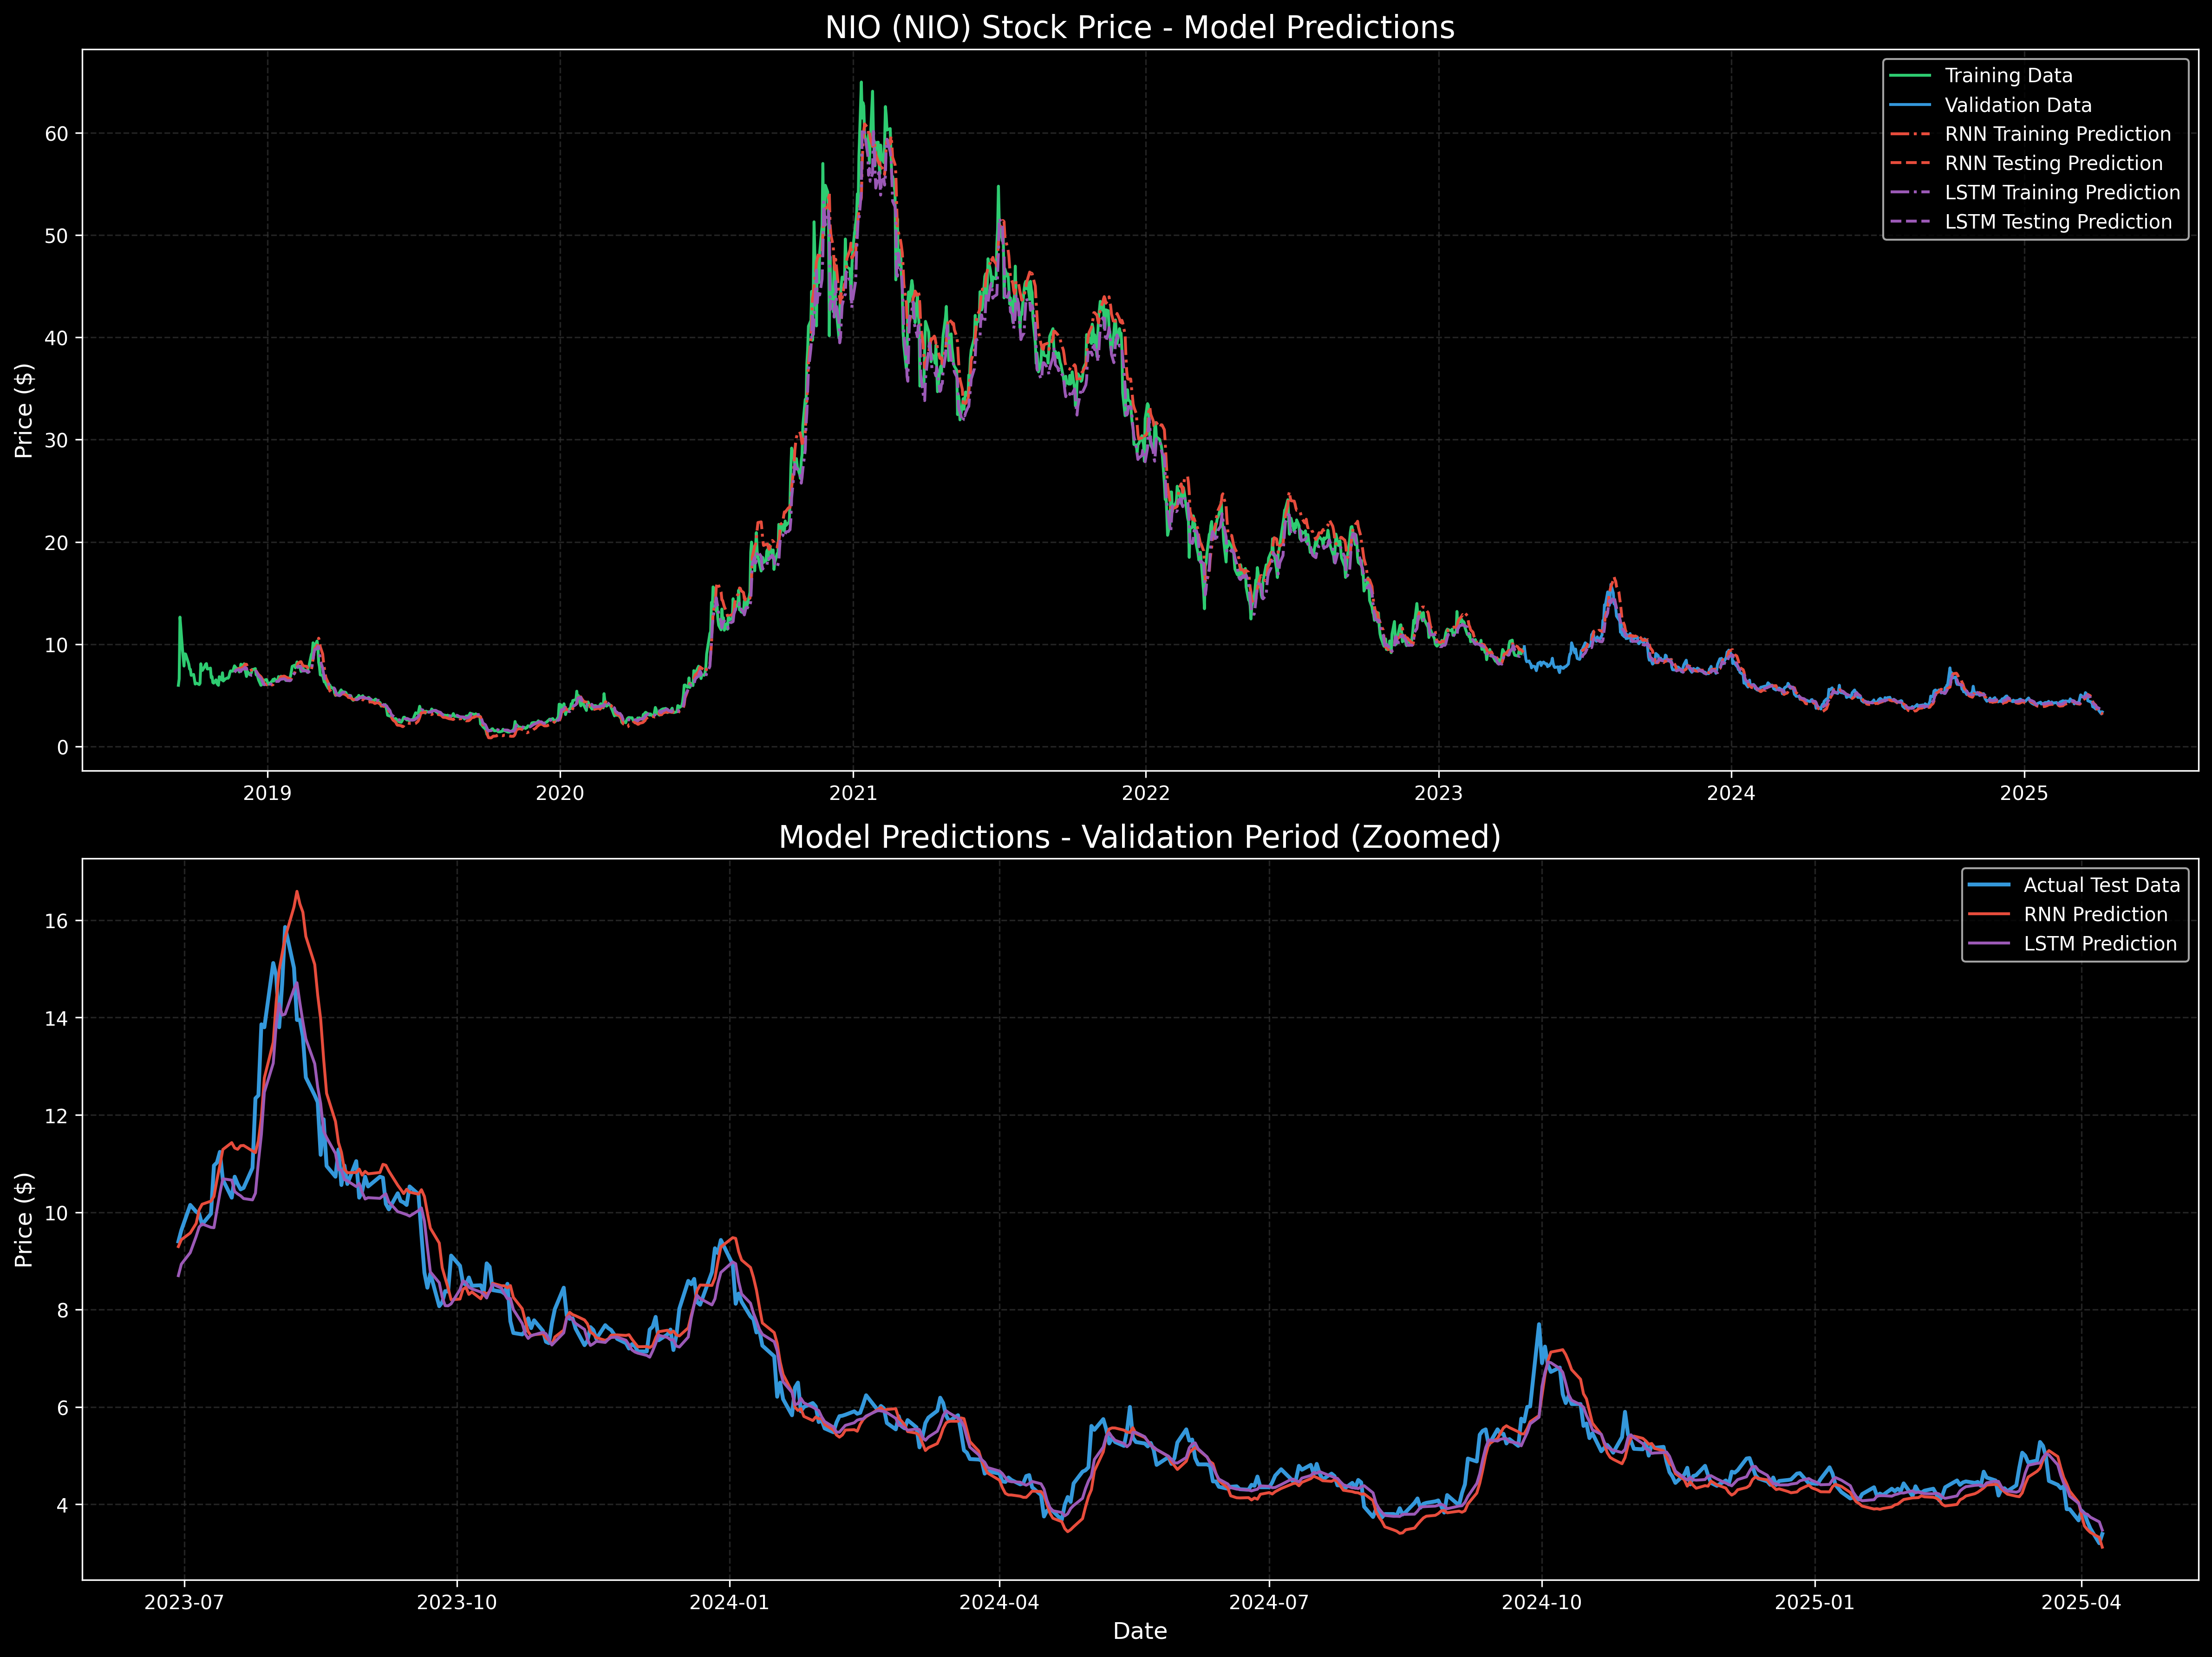 NIO (NIO) Stock Price - Model Predictions
Price ($)
60
50
40
30
20
10
0
Training Data
Validation Data
RNN Training Prediction
RNN Testing Prediction
LSTM Training Prediction
LSTM Testing Prediction
2019 2020 2021 2022 2023 2024 2025
Model Predictions - Validation Period (Zoomed)
Price ($)
16
14
12
10
8
6
4
Actual Test Data
RNN Prediction
LSTM Prediction
2023-07 2023-10 2024-01 2024-04 2024-07 2024-10 2025-01 2025-04
Date